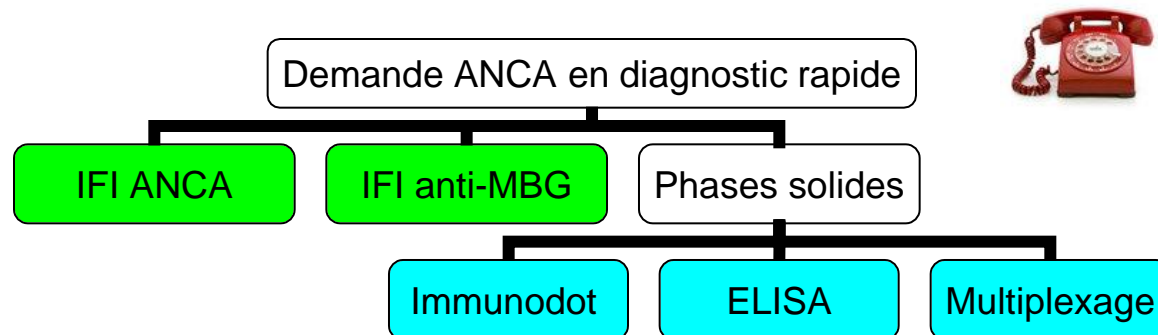 Demande ANCA en diagnostic rapide
IFI ANCA
IFI anti-MBG
Phases solides
Immunodot
ELISA
Multiplexage